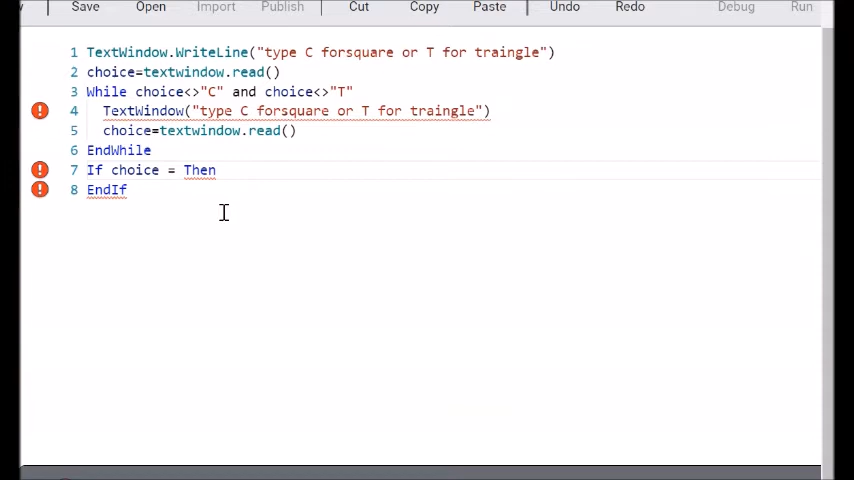 Save Open Import Publish Cut Copy Paste Undo Redo Debug Run
1 TextWindow.WriteLine("type C forsquare or T for traingle")
2 choice=textwindow.read()
3 While choice<>"C" and choice<>"T"
4 TextWindow("type C forsquare or T for traingle")
5 choice=textwindow.read()
6 EndWhile
7 If choice = Then
8 EndIf